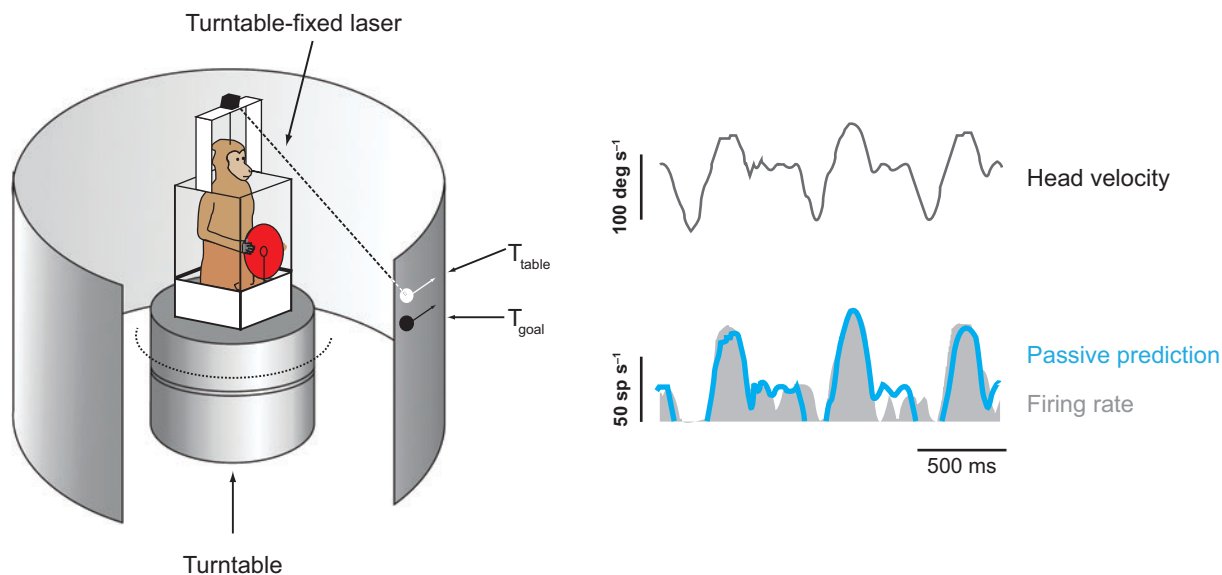 Turntable-fixed laser
T_table
T_goal
Turntable
100 deg s⁻¹
Head velocity
50 sp s⁻¹
Passive prediction
Firing rate
500 ms